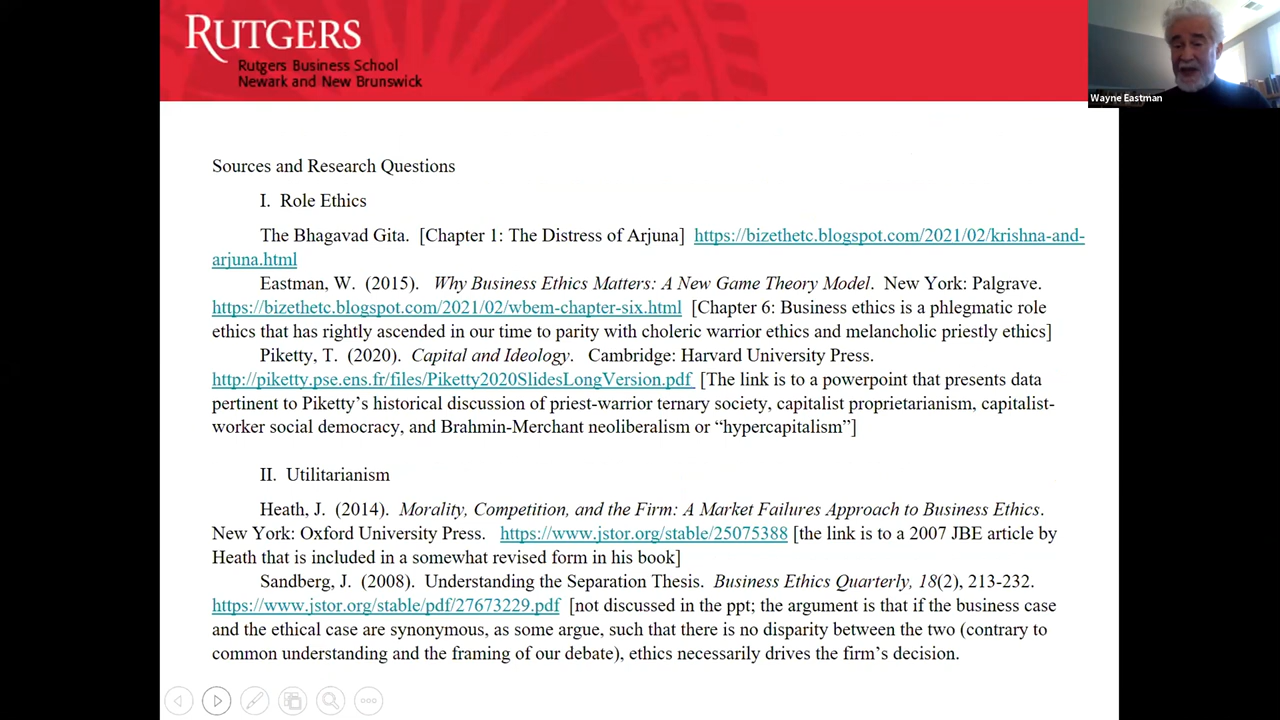 RUTGERS
Rutgers Business School
Newark and New Brunswick
Wayne Eastman
Sources and Research Questions
I. Role Ethics
The Bhagavad Gita. [Chapter 1: The Distress of Arjuna] https://bizethetc.blogspot.com/2021/02/krishna-and-
arjuna.html
Eastman, W. (2015). Why Business Ethics Matters: A New Game Theory Model. New York: Palgrave.
https://bizethetc.blogspot.com/2021/02/wbem-chapter-six.html [Chapter 6: Business ethics is a phlegmatic role
ethics that has rightly ascended in our time to parity with choleric warrior ethics and melancholic priestly ethics]
Piketty, T. (2020). Capital and Ideology. Cambridge: Harvard University Press.
http://piketty.pse.ens.fr/files/Piketty2020SlidesLongVersion.pdf [The link is to a powerpoint that presents data
pertinent to Piketty’s historical discussion of priest-warrior ternary society, capitalist proprietarianism, capitalist-
worker social democracy, and Brahmin-Merchant neoliberalism or “hypercapitalism”]
II. Utilitarianism
Heath, J. (2014). Morality, Competition, and the Firm: A Market Failures Approach to Business Ethics.
New York: Oxford University Press. https://www.jstor.org/stable/25075388 [the link is to a 2007 JBE article by
Heath that is included in a somewhat revised form in his book]
Sandberg, J. (2008). Understanding the Separation Thesis. Business Ethics Quarterly, 18(2), 213-232.
https://www.jstor.org/stable/pdf/27673229.pdf [not discussed in the ppt; the argument is that if the business case
and the ethical case are synonymous, as some argue, such that there is no disparity between the two (contrary to
common understanding and the framing of our debate), ethics necessarily drives the firm’s decision.